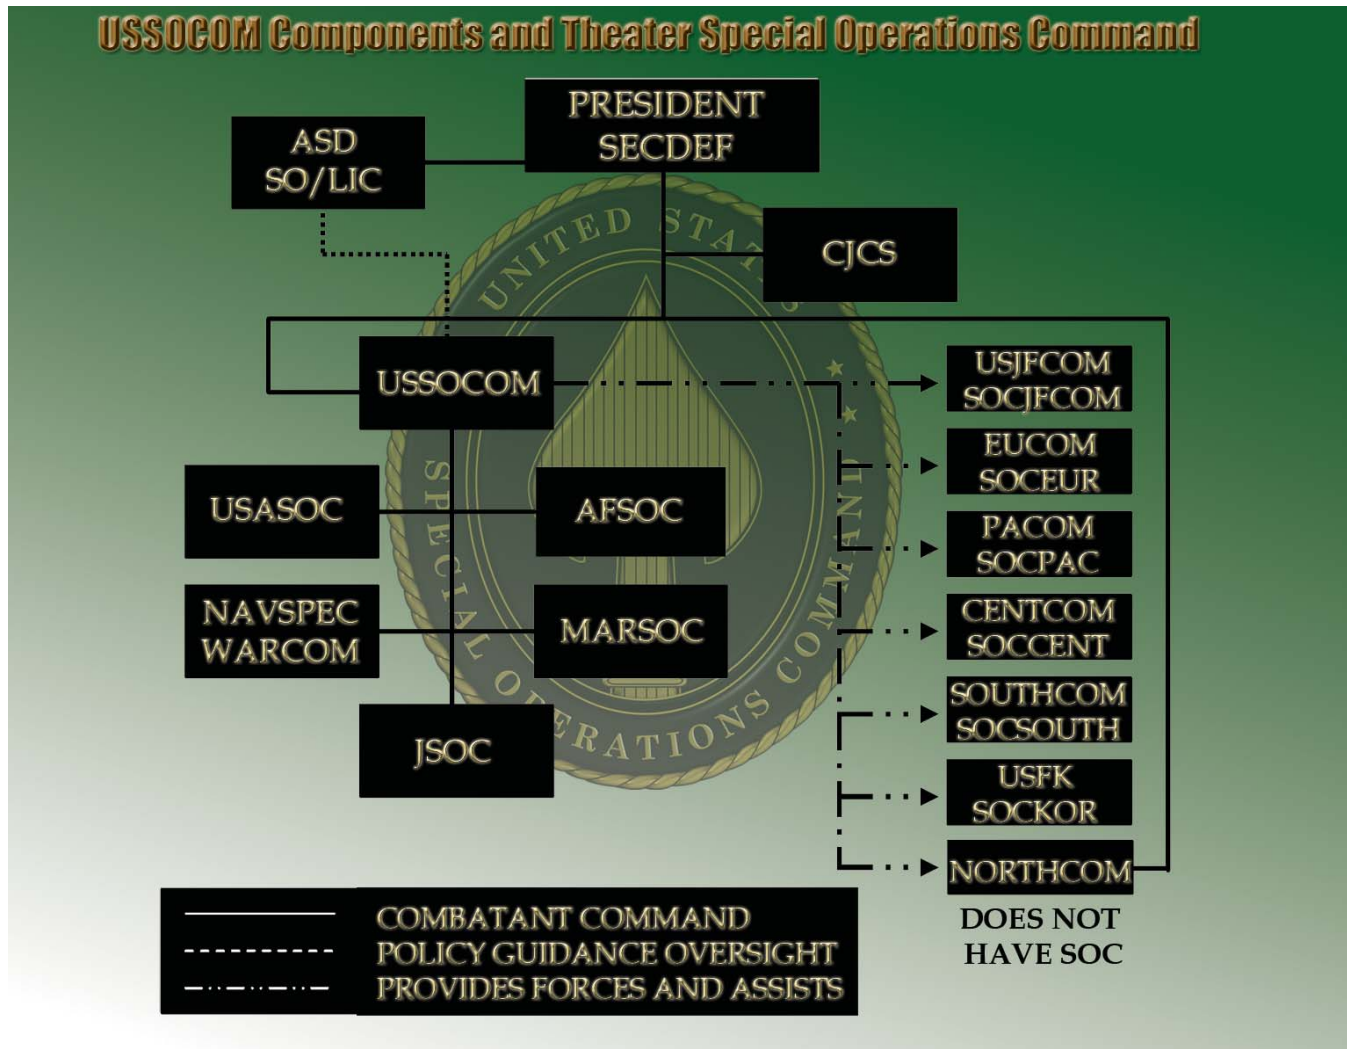 USSOCOM Components and Theater Special Operations Command
PRESIDENT
SECDEF
ASD
SO/LIC
CJCS
UNITED STATES
SPECIAL OPERATIONS COMMAND
USSOCOM
USJFCOM
SOCJFCOM
EUCOM
SOCEUR
USASOC
AFSOC
PACOM
SOCPAC
NAVSPEC
WARCOM
MARSOC
CENTCOM
SOCCENT
SOUTHCOM
SOCSOUTH
JSOC
USFK
SOCKOR
NORTHCOM
DOES NOT
HAVE SOC
COMBATANT COMMAND
POLICY GUIDANCE OVERSIGHT
PROVIDES FORCES AND ASSISTS